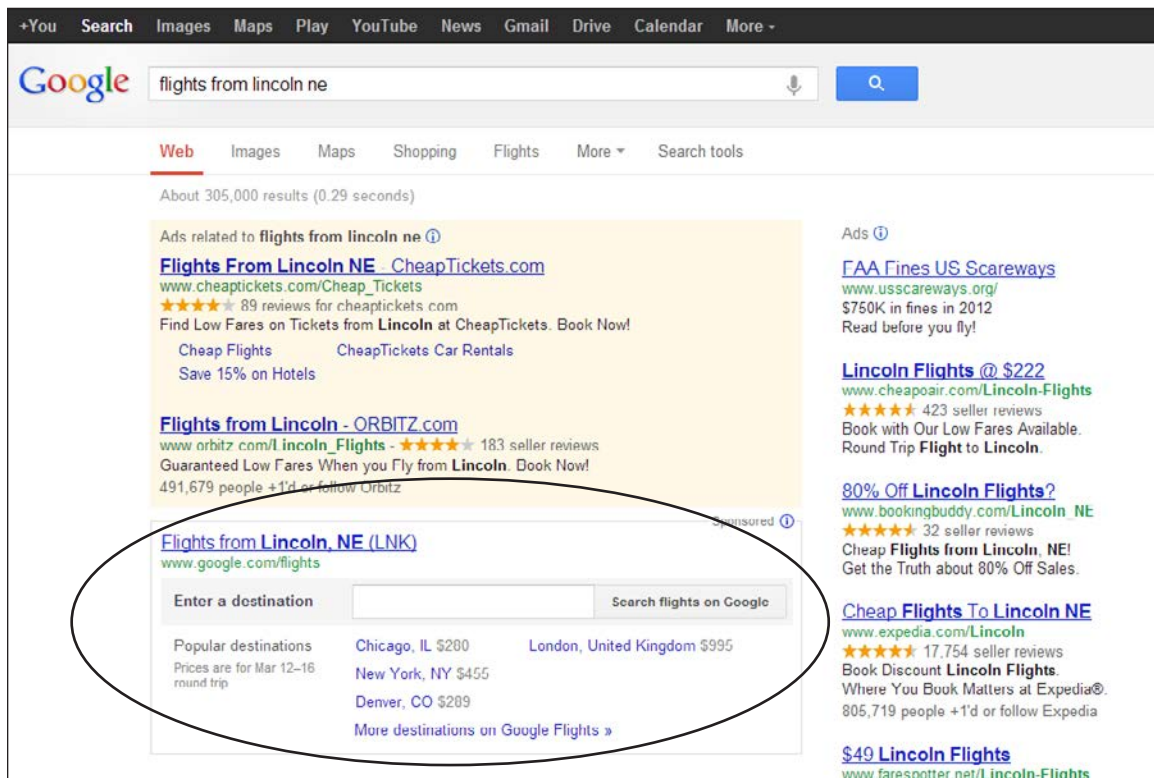 +You Search Images Maps Play YouTube News Gmail Drive Calendar More
Google
flights from lincoln ne
Web Images Maps Shopping Flights More Search tools
About 305,000 results (0.29 seconds)
Ads related to flights from lincoln ne
Flights From Lincoln NE - CheapTickets.com
www.cheaptickets.com/Cheap_Tickets
89 reviews for cheaptickets.com
Find Low Fares on Tickets from Lincoln at CheapTickets. Book Now!
Cheap Flights CheapTickets Car Rentals
Save 15% on Hotels
Flights from Lincoln - ORBITZ.com
www.orbitz.com/Lincoln_Flights - 183 seller reviews
Guaranteed Low Fares When you Fly from Lincoln. Book Now!
491,679 people +1'd or follow Orbitz
Sponsored
Flights from Lincoln, NE (LNK)
www.google.com/flights
Enter a destination Search flights on Google
Popular destinations
Prices are for Mar 12–16
round trip
Chicago, IL $280 London, United Kingdom $995
New York, NY $455
Denver, CO $289
More destinations on Google Flights »
Ads
FAA Fines US Scareways
www.usscareways.org/
$750K in fines in 2012
Read before you fly!
Lincoln Flights @ $222
www.cheapoair.com/Lincoln-Flights
423 seller reviews
Book with Our Low Fares Available.
Round Trip Flight to Lincoln.
80% Off Lincoln Flights?
www.bookingbuddy.com/Lincoln_NE
32 seller reviews
Cheap Flights from Lincoln, NE!
Get the Truth about 80% Off Sales.
Cheap Flights To Lincoln NE
www.expedia.com/Lincoln
17,754 seller reviews
Book Discount Lincoln Flights.
Where You Book Matters at Expedia®.
805,719 people +1'd or follow Expedia
$49 Lincoln Flights
www.farespotter.net/Lincoln-Flights